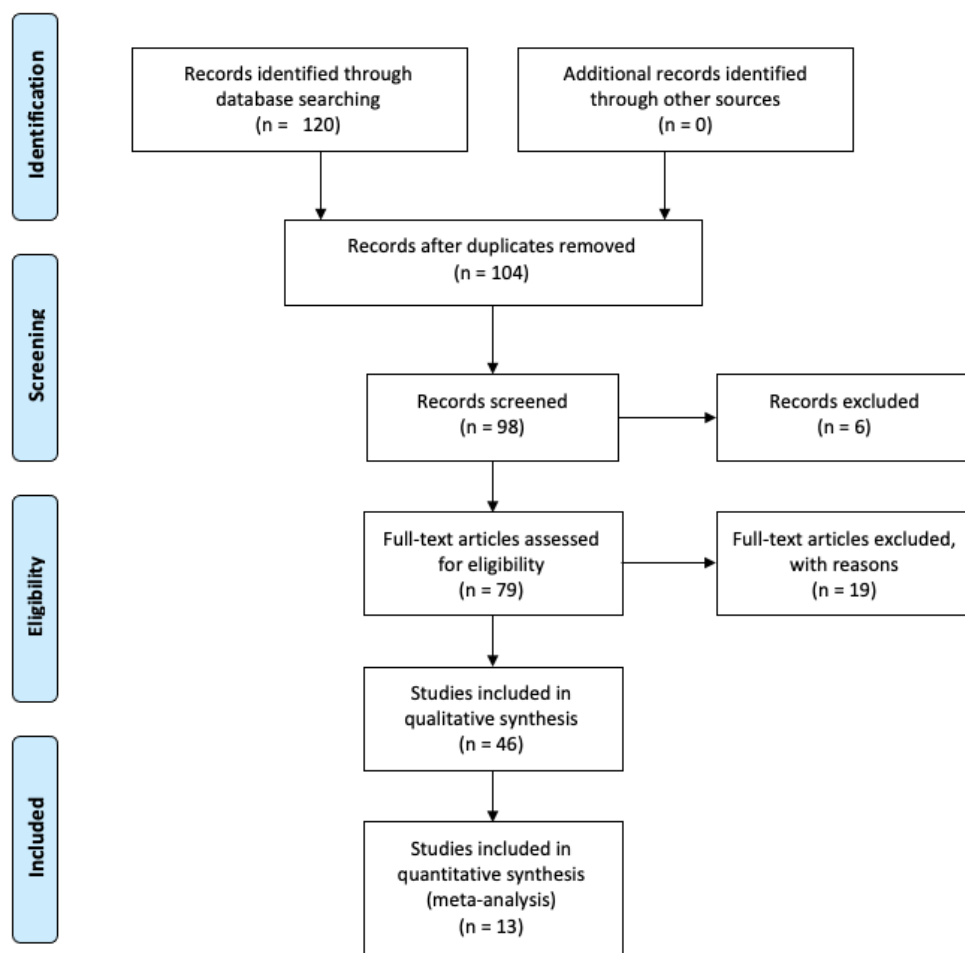 Identification
Records identified through
database searching
(n = 120)
Additional records identified
through other sources
(n = 0)
Records after duplicates removed
(n = 104)
Screening
Records screened
(n = 98)
Records excluded
(n = 6)
Eligibility
Full-text articles assessed
for eligibility
(n = 79)
Full-text articles excluded,
with reasons
(n = 19)
Studies included in
qualitative synthesis
(n = 46)
Included
Studies included in
quantitative synthesis
(meta-analysis)
(n = 13)